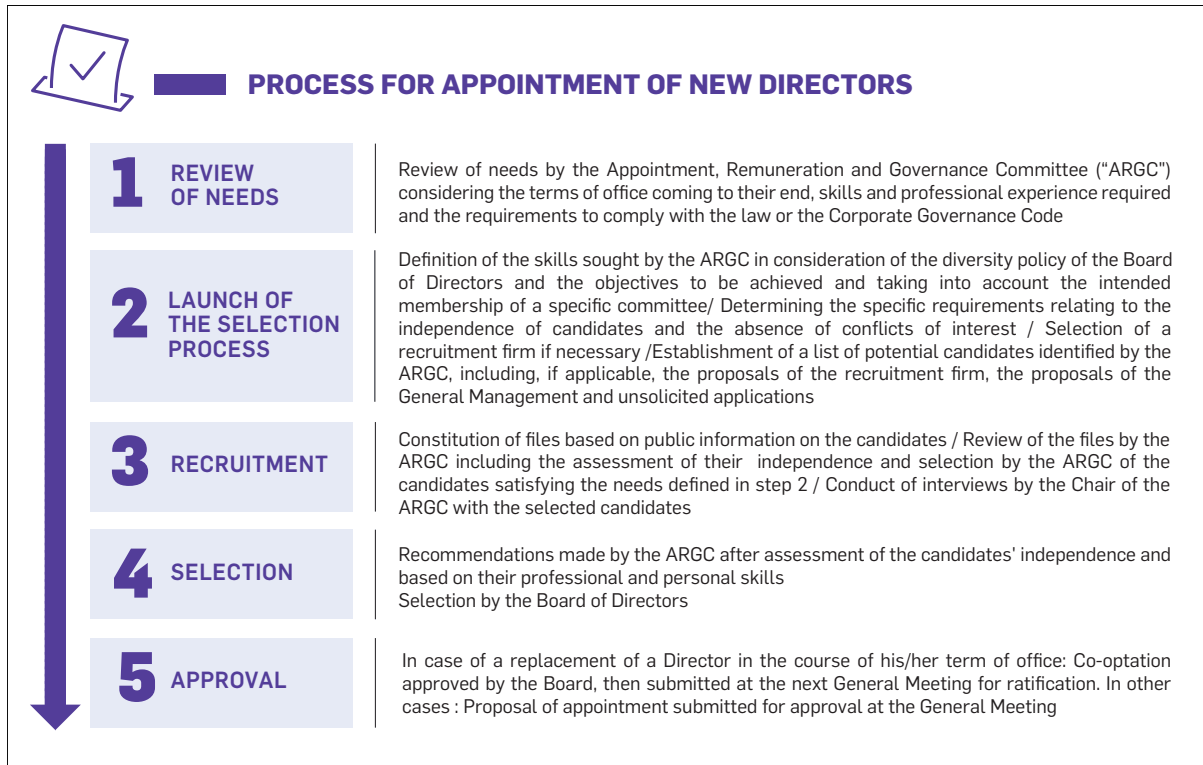 PROCESS FOR APPOINTMENT OF NEW DIRECTORS
1
REVIEW
OF NEEDS
Review of needs by the Appointment, Remuneration and Governance Committee (“ARGC”)
considering the terms of office coming to their end, skills and professional experience required
and the requirements to comply with the law or the Corporate Governance Code
2
LAUNCH OF
THE SELECTION
PROCESS
Definition of the skills sought by the ARGC in consideration of the diversity policy of the Board
of Directors and the objectives to be achieved and taking into account the intended
membership of a specific committee/ Determining the specific requirements relating to the
independence of candidates and the absence of conflicts of interest / Selection of a
recruitment firm if necessary /Establishment of a list of potential candidates identified by the
ARGC, including, if applicable, the proposals of the recruitment firm, the proposals of the
General Management and unsolicited applications
3
RECRUITMENT
Constitution of files based on public information on the candidates / Review of the files by the
ARGC including the assessment of their independence and selection by the ARGC of the
candidates satisfying the needs defined in step 2 / Conduct of interviews by the Chair of the
ARGC with the selected candidates
4
SELECTION
Recommendations made by the ARGC after assessment of the candidates' independence and
based on their professional and personal skills
Selection by the Board of Directors
5
APPROVAL
In case of a replacement of a Director in the course of his/her term of office: Co-optation
approved by the Board, then submitted at the next General Meeting for ratification. In other
cases : Proposal of appointment submitted for approval at the General Meeting